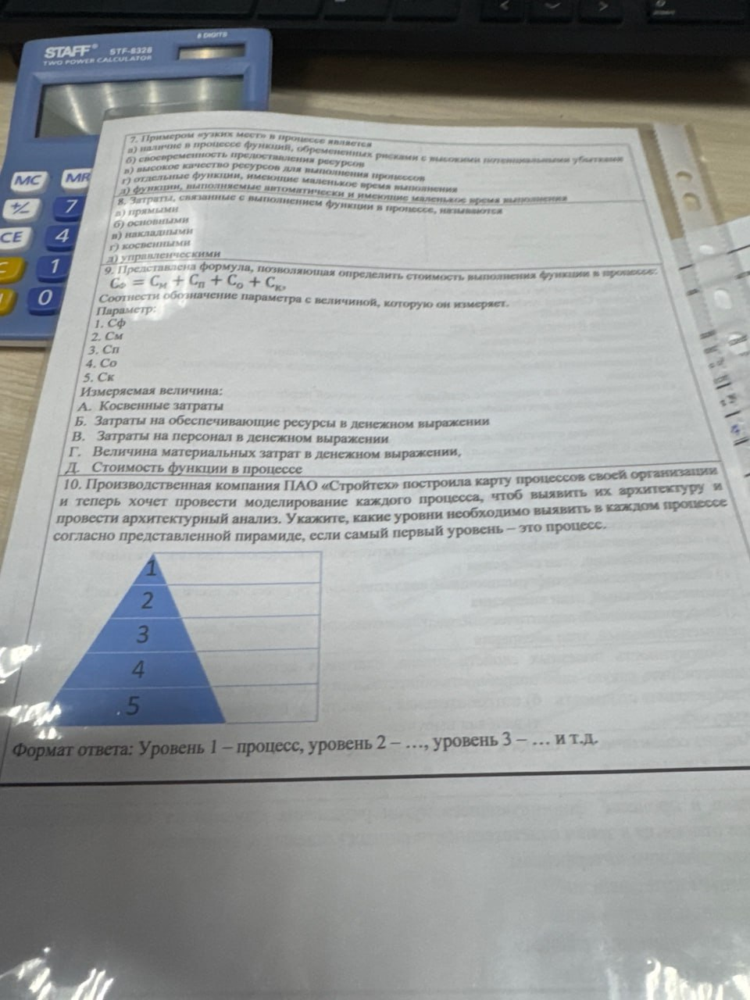 6 DIGITS
STAFF® STF-8328
TWO POWER CALCULATOR
MC MR
+/- 7
CE 4
C 1
0
7. Примером «узких мест» в процессе является
а) наличие в процессе функций, обремененных рисками с высокими потенциальными убытками
б) своевременность предоставления ресурсов
в) высокое качество ресурсов для выполнения процессов
г) отдельные функции, имеющие маленькое время выполнения
д) функции, выполняемые автоматически и имеющие маленькое время выполнения
8. Затраты, связанные с выполнением функции в процессе, называются
а) прямыми
б) основными
в) накладными
г) косвенными
д) управленческими
9. Представлена формула, позволяющая определить стоимость выполнения функции в процессе:
Сф = См + Сп + Со + Ск,
Соотнести обозначение параметра с величиной, которую он измеряет.
Параметр:
1. Сф
2. См
3. Сп
4. Со
5. Ск
Измеряемая величина:
А. Косвенные затраты
Б. Затраты на обеспечивающие ресурсы в денежном выражении
В. Затраты на персонал в денежном выражении
Г. Величина материальных затрат в денежном выражении,
Д. Стоимость функции в процессе
10. Производственная компания ПАО «Стройтех» построила карту процессов своей организации
и теперь хочет провести моделирование каждого процесса, чтоб выявить их архитектуру и
провести архитектурный анализ. Укажите, какие уровни необходимо выявить в каждом процессе
согласно представленной пирамиде, если самый первый уровень – это процесс.
1
2
3
4
5
Формат ответа: Уровень 1 – процесс, уровень 2 – …, уровень 3 – … и т.д.